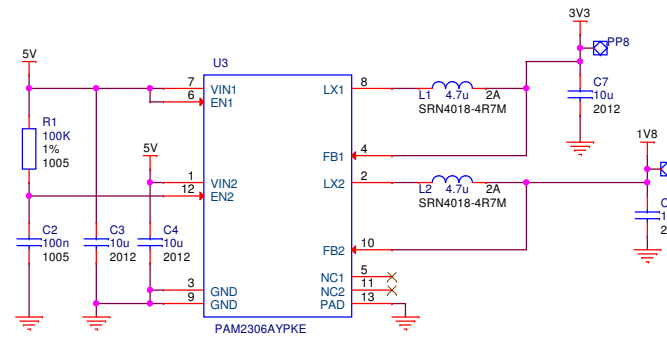 3V3
PP8
5V
U3
7
VIN1
LX1
8
L1
4.7u
2A
SRN4018-4R7M
C7
10u
2012
6
EN1
R1
100K
1%
1005
5V
4
FB1
1V8
1
VIN2
LX2
2
L2
4.7u
2A
SRN4018-4R7M
12
EN2
C2
100n
1005
C3
10u
2012
C4
10u
2012
FB2
10
NC1
5
NC2
11
3
GND
9
GND
PAD
13
PAM2306AYPKE